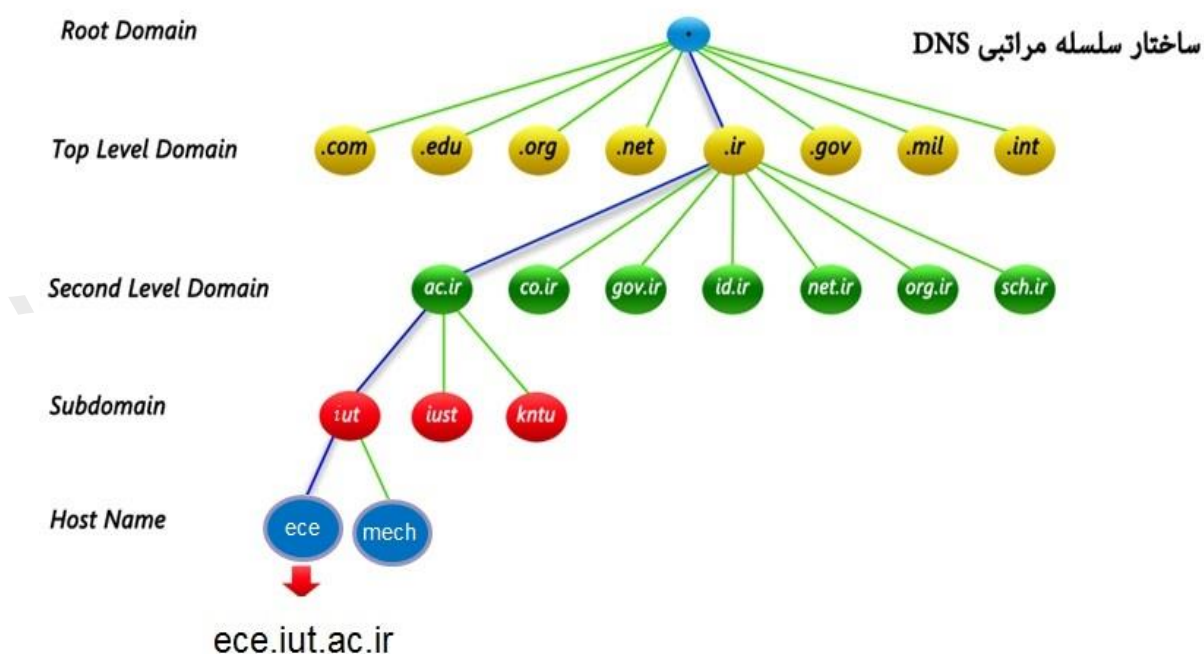 Root Domain
.
ساختار سلسله مراتبی DNS
Top Level Domain
.com .edu .org .net .ir .gov .mil .int
Second Level Domain
ac.ir co.ir gov.ir id.ir net.ir org.ir sch.ir
Subdomain
iut iust kntu
Host Name
ece mech
ece.iut.ac.ir